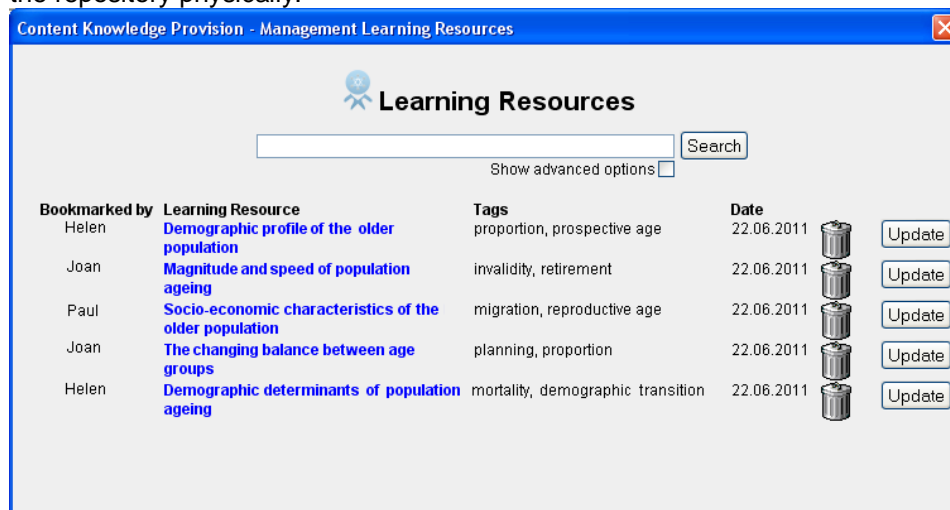 the repository physically.
Content Knowledge Provision - Management Learning Resources
Learning Resources
Search
Show advanced options
Bookmarked by Learning Resource Tags Date
Helen Demographic profile of the older population proportion, prospective age 22.06.2011 Update
Joan Magnitude and speed of population ageing invalidity, retirement 22.06.2011 Update
Paul Socio-economic characteristics of the older population migration, reproductive age 22.06.2011 Update
Joan The changing balance between age groups planning, proportion 22.06.2011 Update
Helen Demographic determinants of population ageing mortality, demographic transition 22.06.2011 Update